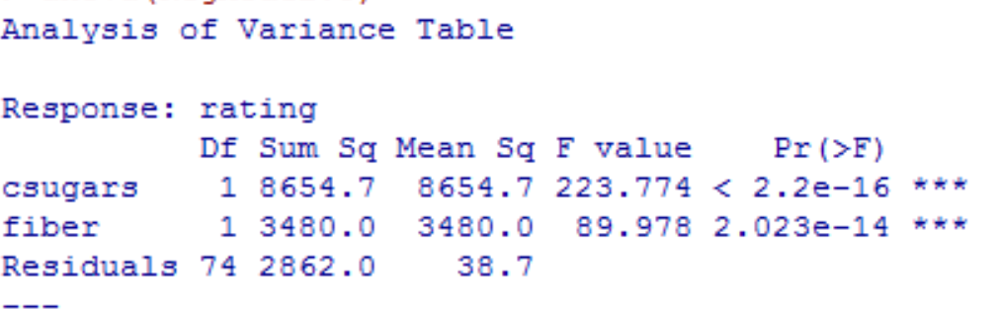 Analysis of Variance Table
Response: rating
Df Sum Sq Mean Sq F value Pr(>F)
csugars 1 8654.7 8654.7 223.774 < 2.2e-16 ***
fiber 1 3480.0 3480.0 89.978 2.023e-14 ***
Residuals 74 2862.0 38.7
---